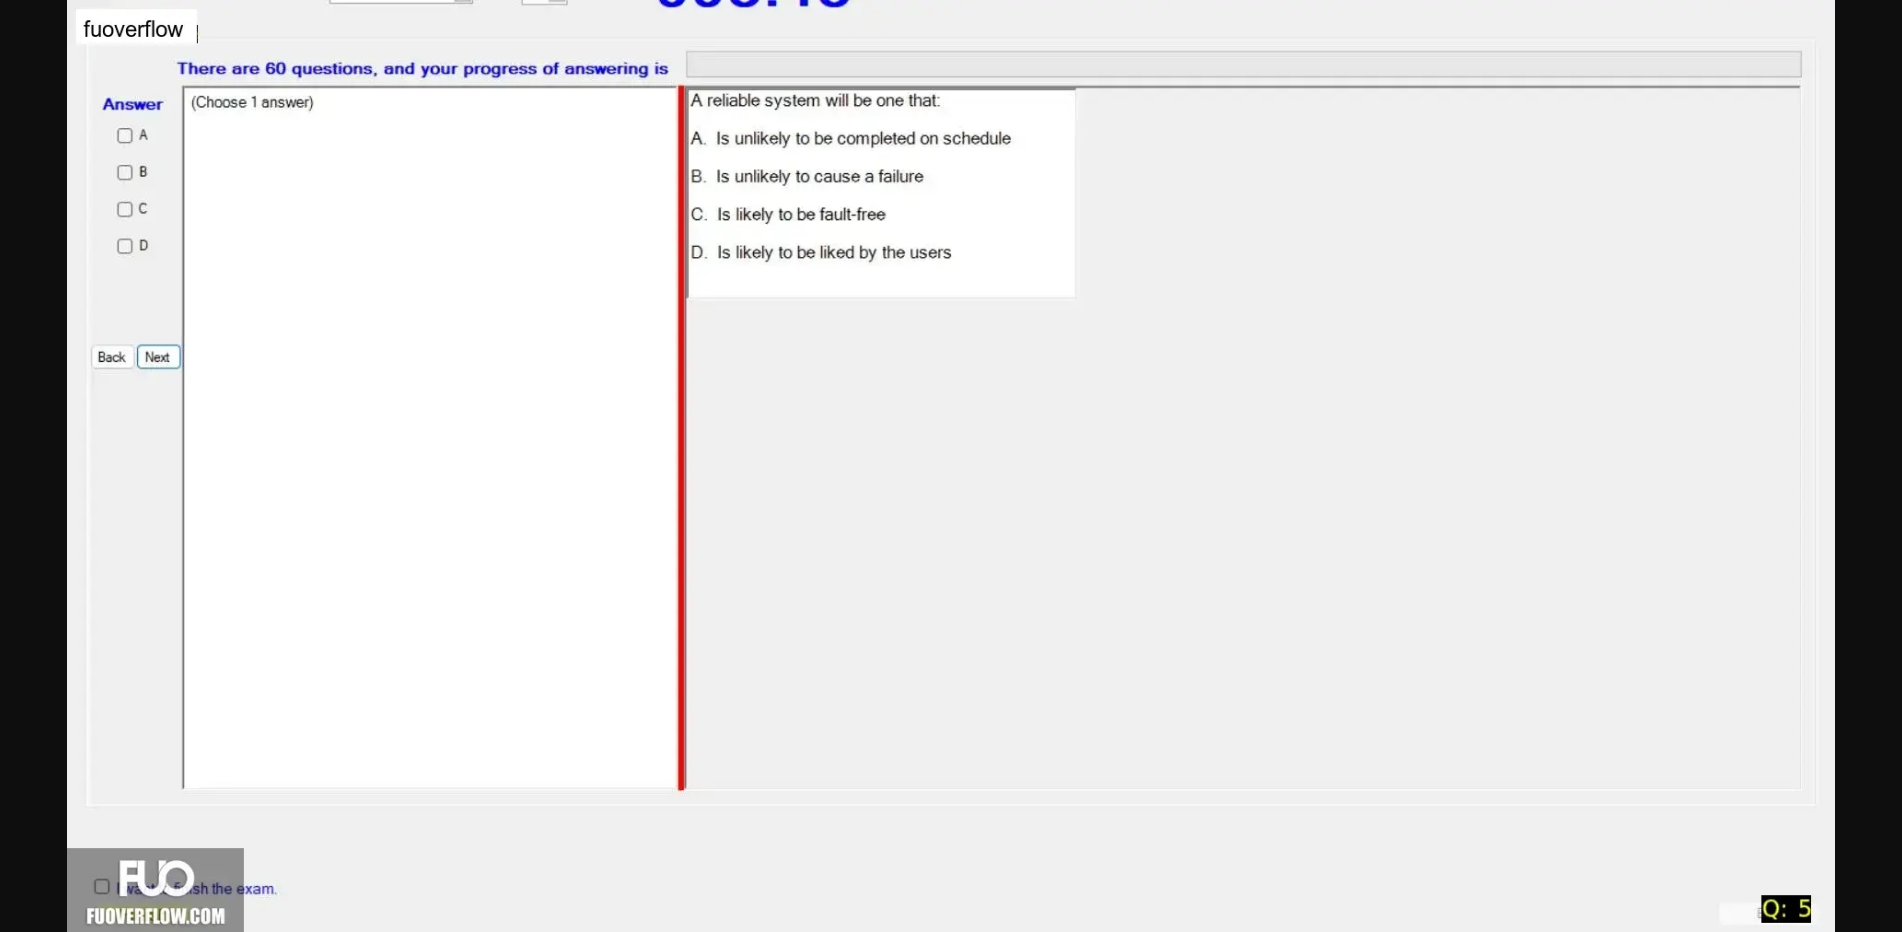 fuoverflow
There are 60 questions, and your progress of answering is
Answer
(Choose 1 answer)
A
B
C
D
Back Next
A reliable system will be one that:
A. Is unlikely to be completed on schedule
B. Is unlikely to cause a failure
C. Is likely to be fault-free
D. Is likely to be liked by the users
FUO
the exam.
FUOVERFLOW.COM
Q: 5